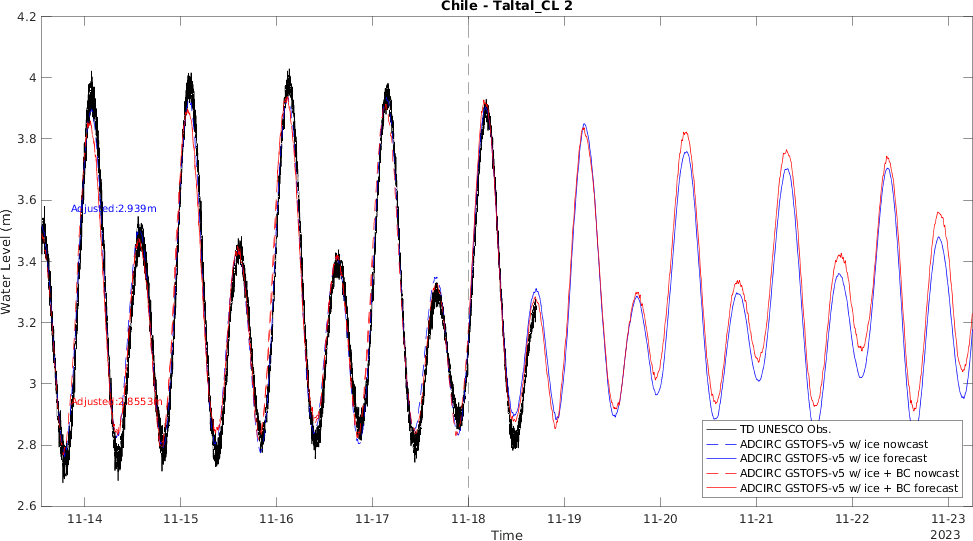 Chile - Taltal_CL 2
4.2
4
3.8
3.6
3.4
3.2
3
2.8
2.6
Water Level (m)
Adjusted:2.939m
Adjusted:2.8553m
TD UNESCO Obs.
ADCIRC GSTOFS-v5 w/ ice nowcast
ADCIRC GSTOFS-v5 w/ ice forecast
ADCIRC GSTOFS-v5 w/ ice + BC nowcast
ADCIRC GSTOFS-v5 w/ ice + BC forecast
11-14 11-15 11-16 11-17 11-18 11-19 11-20 11-21 11-22 11-23
2023
Time